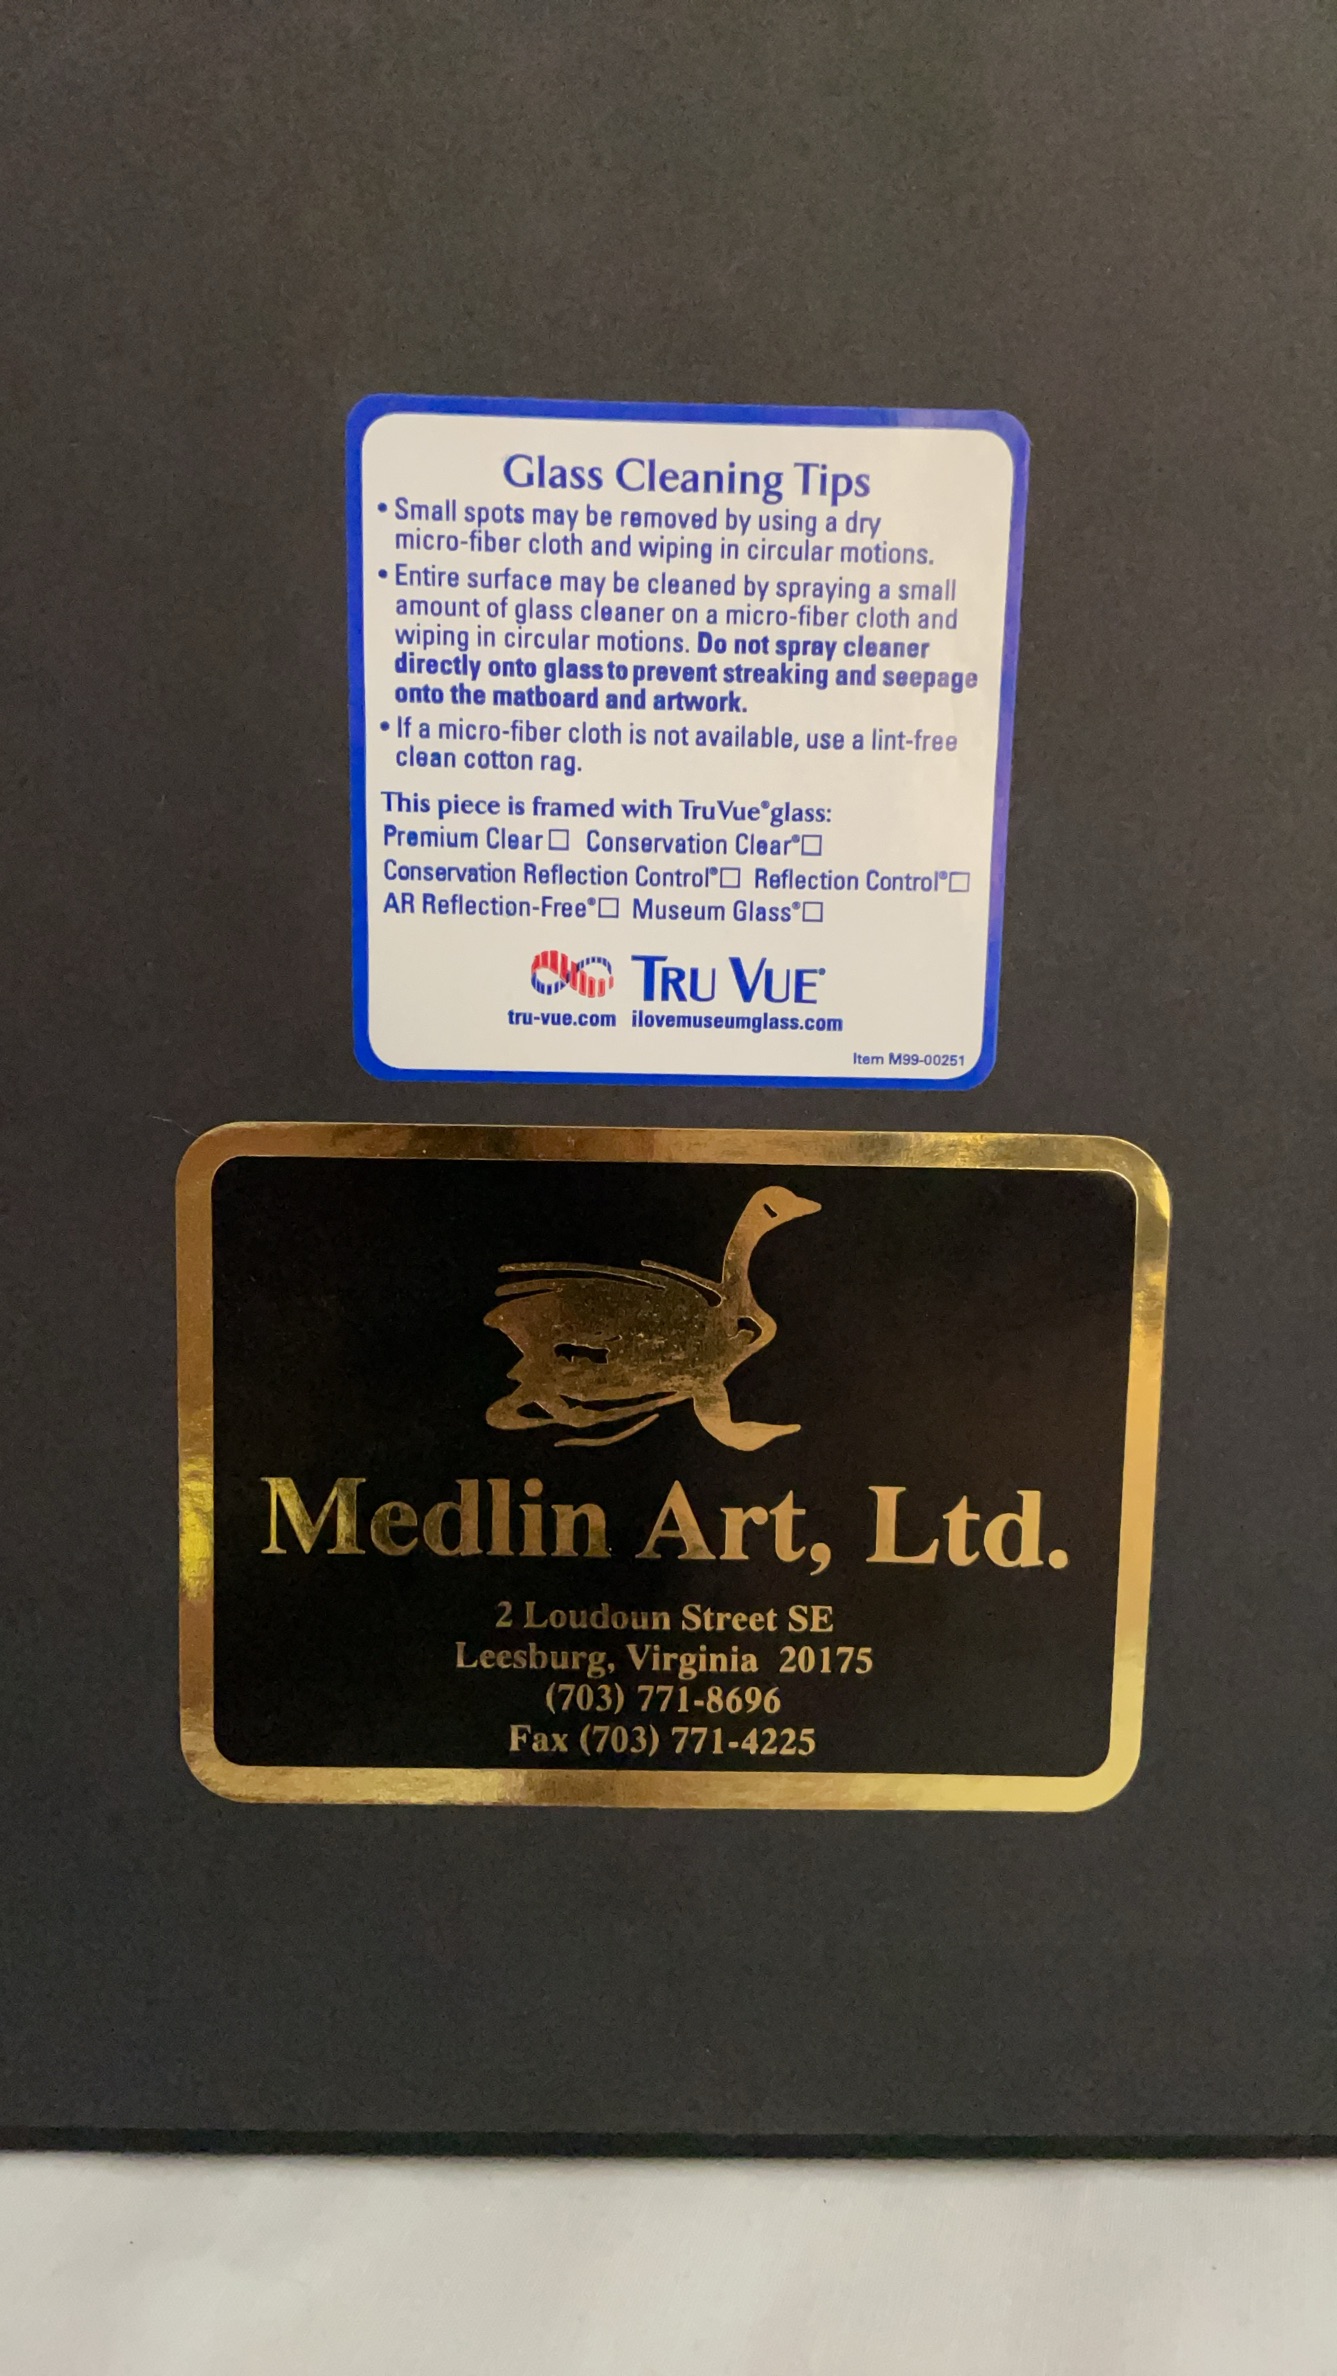 Glass Cleaning Tips
• Small spots may be removed by using a dry
micro-fiber cloth and wiping in circular motions.
• Entire surface may be cleaned by spraying a small
amount of glass cleaner on a micro-fiber cloth and
wiping in circular motions. Do not spray cleaner
directly onto glass to prevent streaking and seepage
onto the matboard and artwork.
• If a micro-fiber cloth is not available, use a lint-free
clean cotton rag.
This piece is framed with Tru Vue® glass:
Premium Clear☐ Conservation Clear®☐
Conservation Reflection Control®☐ Reflection Control®☐
AR Reflection-Free®☐ Museum Glass®☐
TRU VUE®
tru-vue.com ilovemuseumglass.com
Item M99-00251
Medlin Art, Ltd.
2 Loudoun Street SE
Leesburg, Virginia 20175
(703) 771-8696
Fax (703) 771-4225